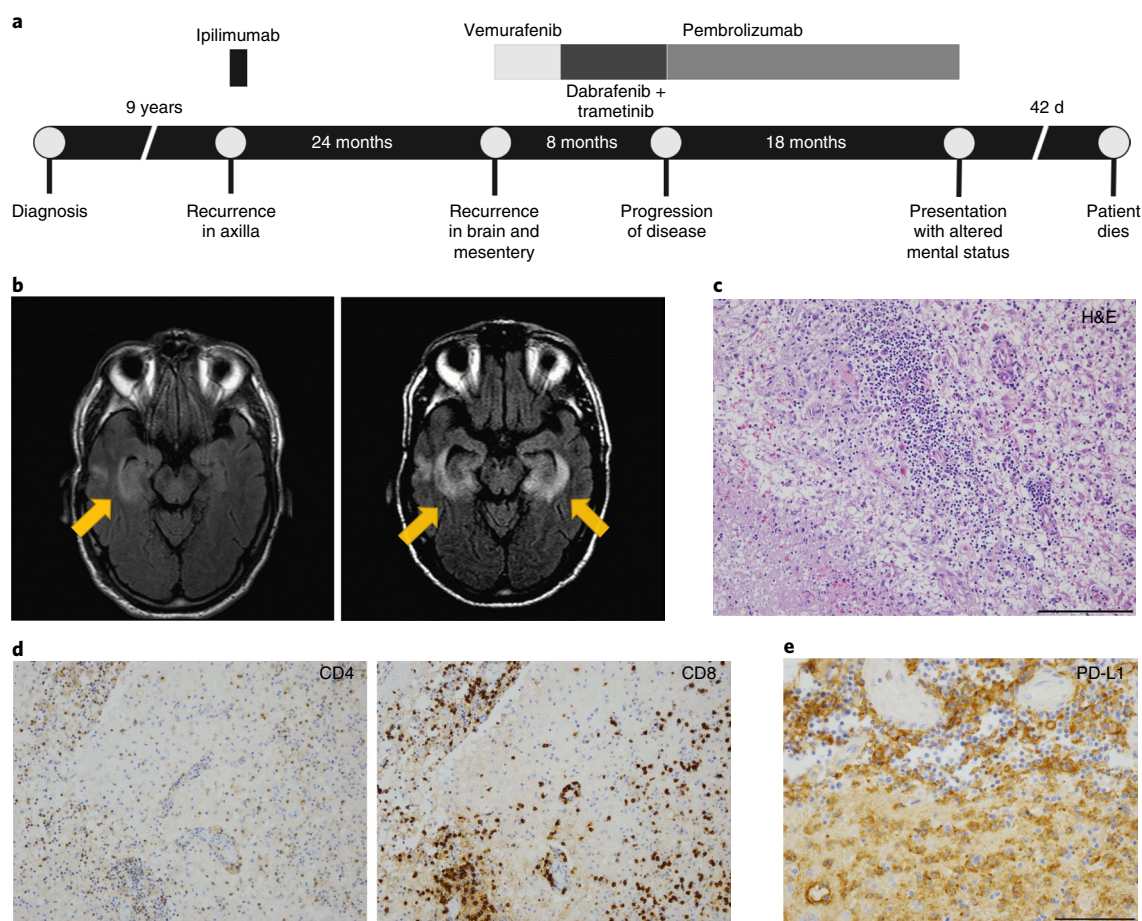 a
Ipilimumab
Vemurafenib
Pembrolizumab
Dabrafenib +
trametinib
9 years
42 d
24 months
8 months
18 months
Diagnosis
Recurrence
in axilla
Recurrence
in brain and
mesentery
Progression
of disease
Presentation
with altered
mental status
Patient
dies
b
c
H&E
d
CD4
CD8
e
PD-L1